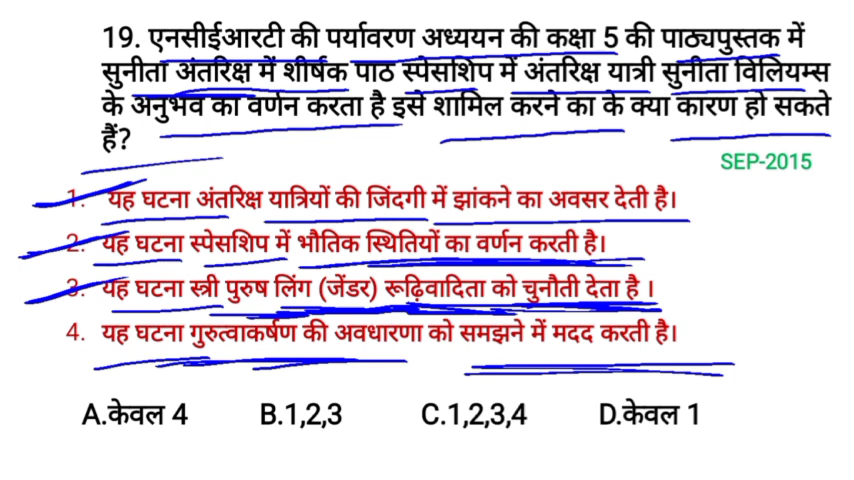 19. एनसीईआरटी की पर्यावरण अध्ययन की कक्षा 5 की पाठ्यपुस्तक में
सुनीता अंतरिक्ष में शीर्षक पाठ स्पेसशिप में अंतरिक्ष यात्री सुनीता विलियम्स
के अनुभव का वर्णन करता है इसे शामिल करने का के क्या कारण हो सकते
हैं?
SEP-2015
1. यह घटना अंतरिक्ष यात्रियों की जिंदगी में झांकने का अवसर देती है।
2. यह घटना स्पेसशिप में भौतिक स्थितियों का वर्णन करती है।
3. यह घटना स्त्री पुरुष लिंग (जेंडर) रूढ़िवादिता को चुनौती देता है ।
4. यह घटना गुरुत्वाकर्षण की अवधारणा को समझने में मदद करती है।
A.केवल 4 B.1,2,3 C.1,2,3,4 D.केवल 1